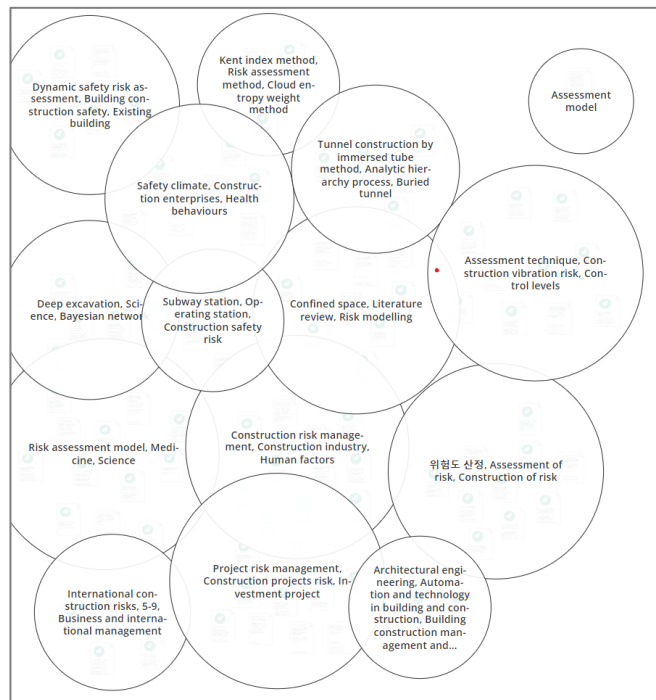 Kent index method,
Risk assessment
method, Cloud en-
tropy weight
method
Dynamic safety risk as-
sessment, Building con-
struction safety, Existing
building
Assessment
model
Tunnel construction by
immersed tube
method, Analytic hier-
archy process, Buried
tunnel
Safety climate, Construc-
tion enterprises, Health
behaviours
Assessment technique, Con-
struction vibration risk, Con-
trol levels
Deep excavation, Sci-
ence, Bayesian network
Subway station, Op-
erating station,
Construction safety
risk
Confined space, Literature
review, Risk modelling
Risk assessment model, Medi-
cine, Science
Construction risk manage-
ment, Construction industry,
Human factors
위험도 산정, Assessment of
risk, Construction of risk
Project risk management,
Construction projects risk, In-
vestment project
Architectural engi-
neering, Automation
and technology
in building and con-
struction, Building
construction man-
agement and...
International con-
struction risks, 5-9,
Business and interna-
tional management